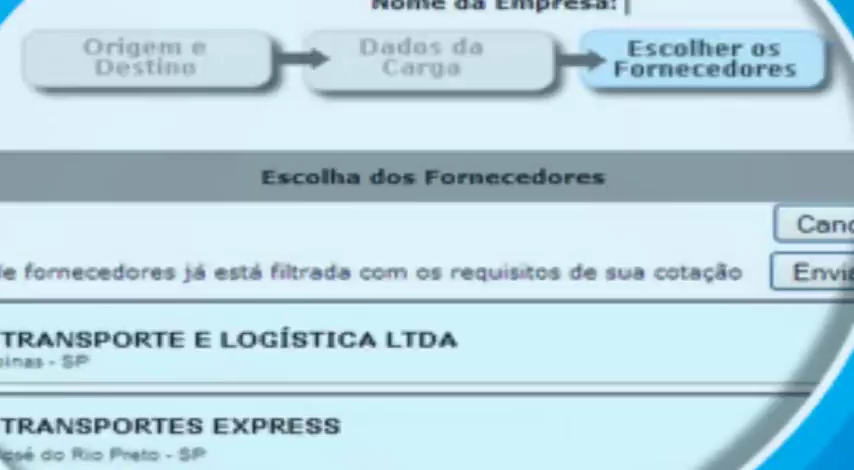 Nome da Empresa:
Origem e
Destino
Dados da
Carga
Escolher os
Fornecedores
Escolha dos Fornecedores
fornecedores já está filtrada com os requisitos de sua cotação
TRANSPORTE E LOGÍSTICA LTDA
- SP
TRANSPORTES EXPRESS
do Rio Preto - SP